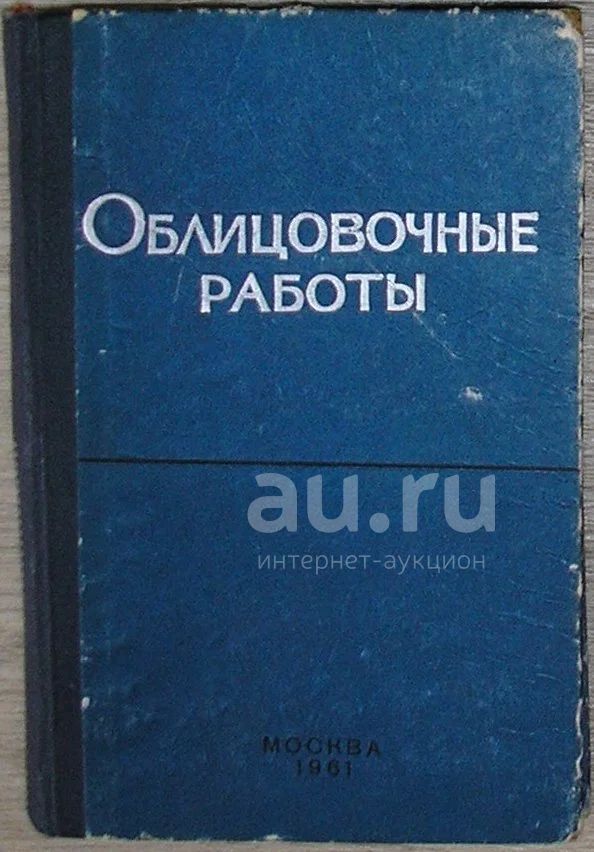 Облицовочные
работы
au.ru
интернет-аукцион
МОСКВА
1961